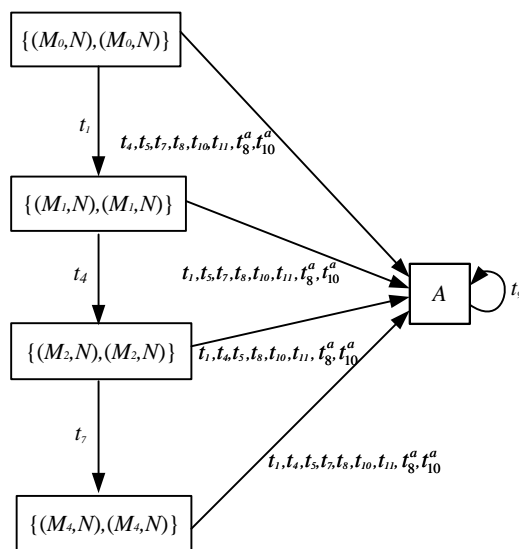 {(M₀,N),(M₀,N)}
t₁
t₄,t₅,t₇,t₈,t₁₀,t₁₁,t₈ᵃ,t₁₀ᵃ
{(M₁,N),(M₁,N)}
t₁,t₅,t₇,t₈,t₁₀,t₁₁,t₈ᵃ,t₁₀ᵃ
t₄
A
{(M₂,N),(M₂,N)}
t₁,t₄,t₅,t₈,t₁₀,t₁₁,t₈ᵃ,t₁₀ᵃ
t₇
t₁,t₄,t₅,t₇,t₈,t₁₀,t₁₁,t₈ᵃ,t₁₀ᵃ
{(M₄,N),(M₄,N)}